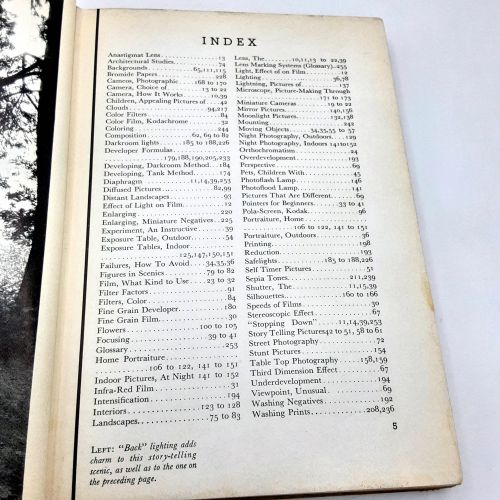 INDEX
Anastigmat Lens . . . . . 13
Architectural Studies . . . . . 74
Backgrounds . . . . . 65,111,115
Bromide Papers . . . . . 228
Cameos, Photographic . . . 168 to 170
Camera, Choice of . . . . . 13 to 22
Camera, How It Works . . . . . 10,39
Children, Appealing Pictures of . . 42
Clouds . . . . . 94,217
Color Filters . . . . . 84
Color Film, Kodachrome . . . . . 32
Coloring . . . . . 244
Composition . . . . . 62, 69 to 82
Darkroom lights . . . 185 to 188,226
Developer Formulas . . . . .
179,188,190,205,233
Developing, Darkroom Method . 184
Developing, Tank Method . . . . 174
Diaphragm . . . . . 11,14,39,253
Diffused Pictures . . . . . 82,99
Distant Landscapes . . . . . 93
Effect of Light on Film . . . . . 12
Enlarging . . . . . 220
Enlarging, Miniature Negatives . . 225
Experiment, An Instructive . . . . 39
Exposure Table, Outdoor . . . . . 54
Exposure Tables, Indoor . . . . .
125,147,150,151
Failures, How To Avoid . . 34,35,36
Figures in Scenics . . . . . 79 to 82
Film, What Kind to Use . . . 23 to 32
Filter Factors . . . . . 91
Filters, Color . . . . . 84
Fine Grain Developer . . . . . 180
Fine Grain Film . . . . . 30
Flowers . . . . . 100 to 105
Focusing . . . . . 39 to 41
Glossary . . . . . 253
Home Portraiture . . . . .
106 to 122, 141 to 151
Indoor Pictures, At Night 141 to 152
Infra-Red Film . . . . . 31
Intensification . . . . . 194
Interiors . . . . . 123 to 128
Landscapes . . . . . 75 to 83
LEFT: "Back" lighting adds
charm to this story-telling
scenic, as well as to the one on
the preceding page.
Lens, The . . . . . 10,11,13 to 22,39
Lens Marking Systems (Glossary) . 253
Light, Effect of on Film . . . . . 12
Lighting . . . . . 36,78
Lightning, Pictures of . . . . . 137
Microscope, Picture-Making Through
171 to 173
Miniature Cameras . . . . . 19 to 22
Mirror Pictures . . . . . 140,156
Moonlight Pictures . . . . . 132,138
Mounting . . . . . 242
Moving Objects . . . . . 34,35,55 to 37
Night Photography, Outdoors . . . 129
Night Photography, Indoors 141 to 152
Orthochromatism . . . . . 24
Overdevelopment . . . . . 193
Perspective . . . . . 69
Pets, Children With . . . . . 45
Photoflash Lamp . . . . . 146
Photoflood Lamp . . . . . 141
Pictures That Are Different . . . . 69
Pointers for Beginners . . . 33 to 41
Pola-Screen, Kodak . . . . . 96
Portraiture, Home . . . . .
106 to 122, 141 to 151
Portraiture, Outdoors . . . . . 36
Printing . . . . . 198
Reduction . . . . . 193
Safelights . . . . . 185 to 188,226
Self Timer Pictures . . . . . 51
Sepia Tones . . . . . 211,239
Shutter, The . . . . . 11,15,39
Silhouettes . . . . . 160 to 166
Speeds of Films . . . . . 30
Stereoscopic Effect . . . . . 67
"Stopping Down" . . . 11,14,39,253
Story Telling Pictures 42 to 51, 58 to 61
Street Photography . . . . . 72
Stunt Pictures . . . . . 154
Table Top Photography . . . 158,159
Third Dimension Effect . . . . . 67
Underdevelopment . . . . . 194
Viewpoint, Unusual . . . . . 69
Washing Negatives . . . . . 192
Washing Prints . . . . . 208,236
5